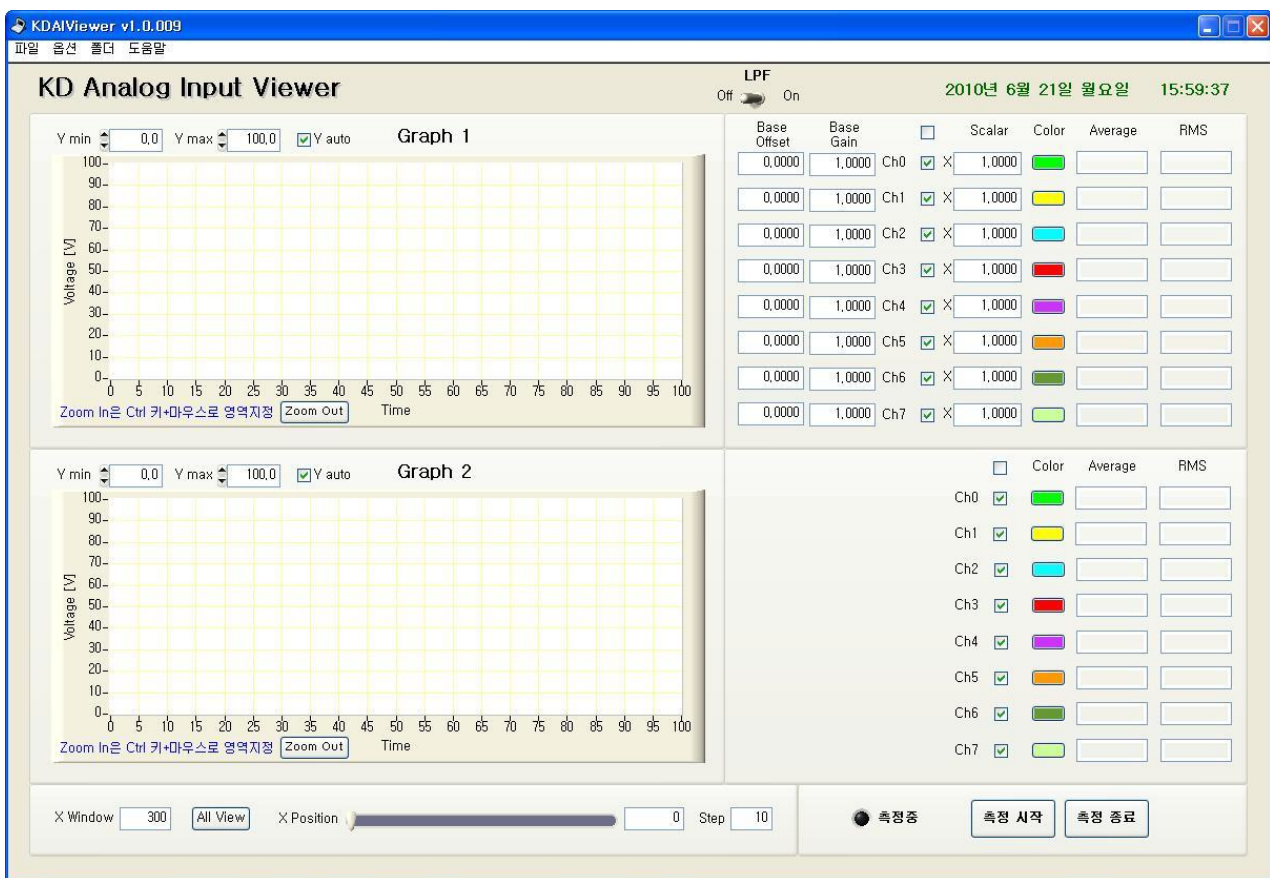 KDAIViewer v1.0.009
파일 옵션 폴더 도움말
KD Analog Input Viewer
LPF
Off On
2010년 6월 21일 월요일 15:59:37
Y min 0,0 Y max 100,0 Y auto Graph 1
100
90
80
70
60
50
40
30
20
10
0
Voltage [V]
0 5 10 15 20 25 30 35 40 45 50 55 60 65 70 75 80 85 90 95 100
Zoom In은 Ctrl 키+마우스로 영역지정 Zoom Out Time
Base Offset Base Gain Scalar Color Average RMS
0,0000 1,0000 Ch0 X 1,0000
0,0000 1,0000 Ch1 X 1,0000
0,0000 1,0000 Ch2 X 1,0000
0,0000 1,0000 Ch3 X 1,0000
0,0000 1,0000 Ch4 X 1,0000
0,0000 1,0000 Ch5 X 1,0000
0,0000 1,0000 Ch6 X 1,0000
0,0000 1,0000 Ch7 X 1,0000
Y min 0,0 Y max 100,0 Y auto Graph 2
100
90
80
70
60
50
40
30
20
10
0
Voltage [V]
0 5 10 15 20 25 30 35 40 45 50 55 60 65 70 75 80 85 90 95 100
Zoom In은 Ctrl 키+마우스로 영역지정 Zoom Out Time
Color Average RMS
Ch0
Ch1
Ch2
Ch3
Ch4
Ch5
Ch6
Ch7
X Window 300 All View X Position 0 Step 10
측정중 측정 시작 측정 종료